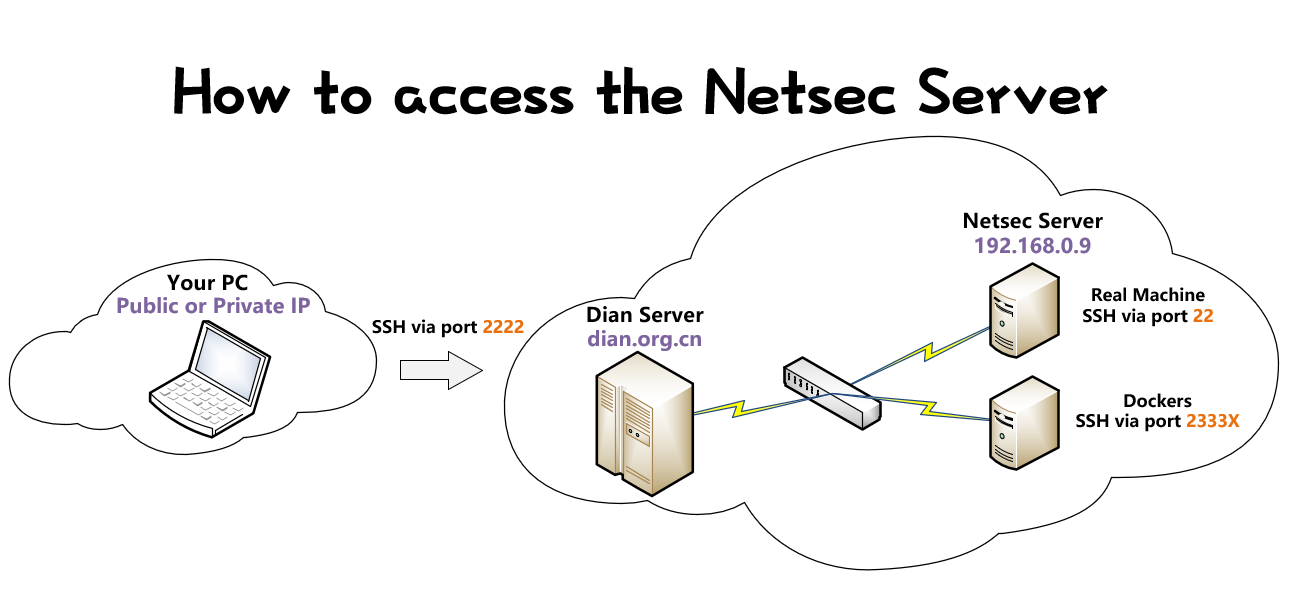 How to access the Netsec Server
Your PC
Public or Private IP
SSH via port 2222
Dian Server
dian.org.cn
Netsec Server
192.168.0.9
Real Machine
SSH via port 22
Dockers
SSH via port 2333X